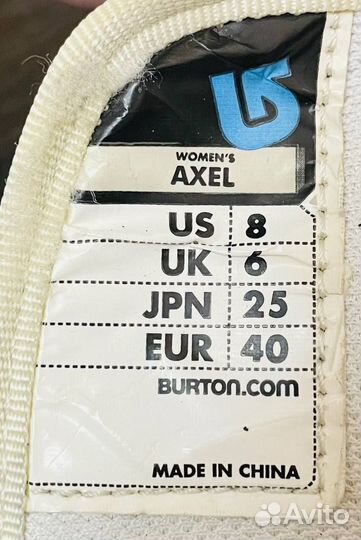 WOMEN'S
AXEL
US 8
UK 6
JPN 25
EUR 40
BURTON.COM
MADE IN CHINA
Avito